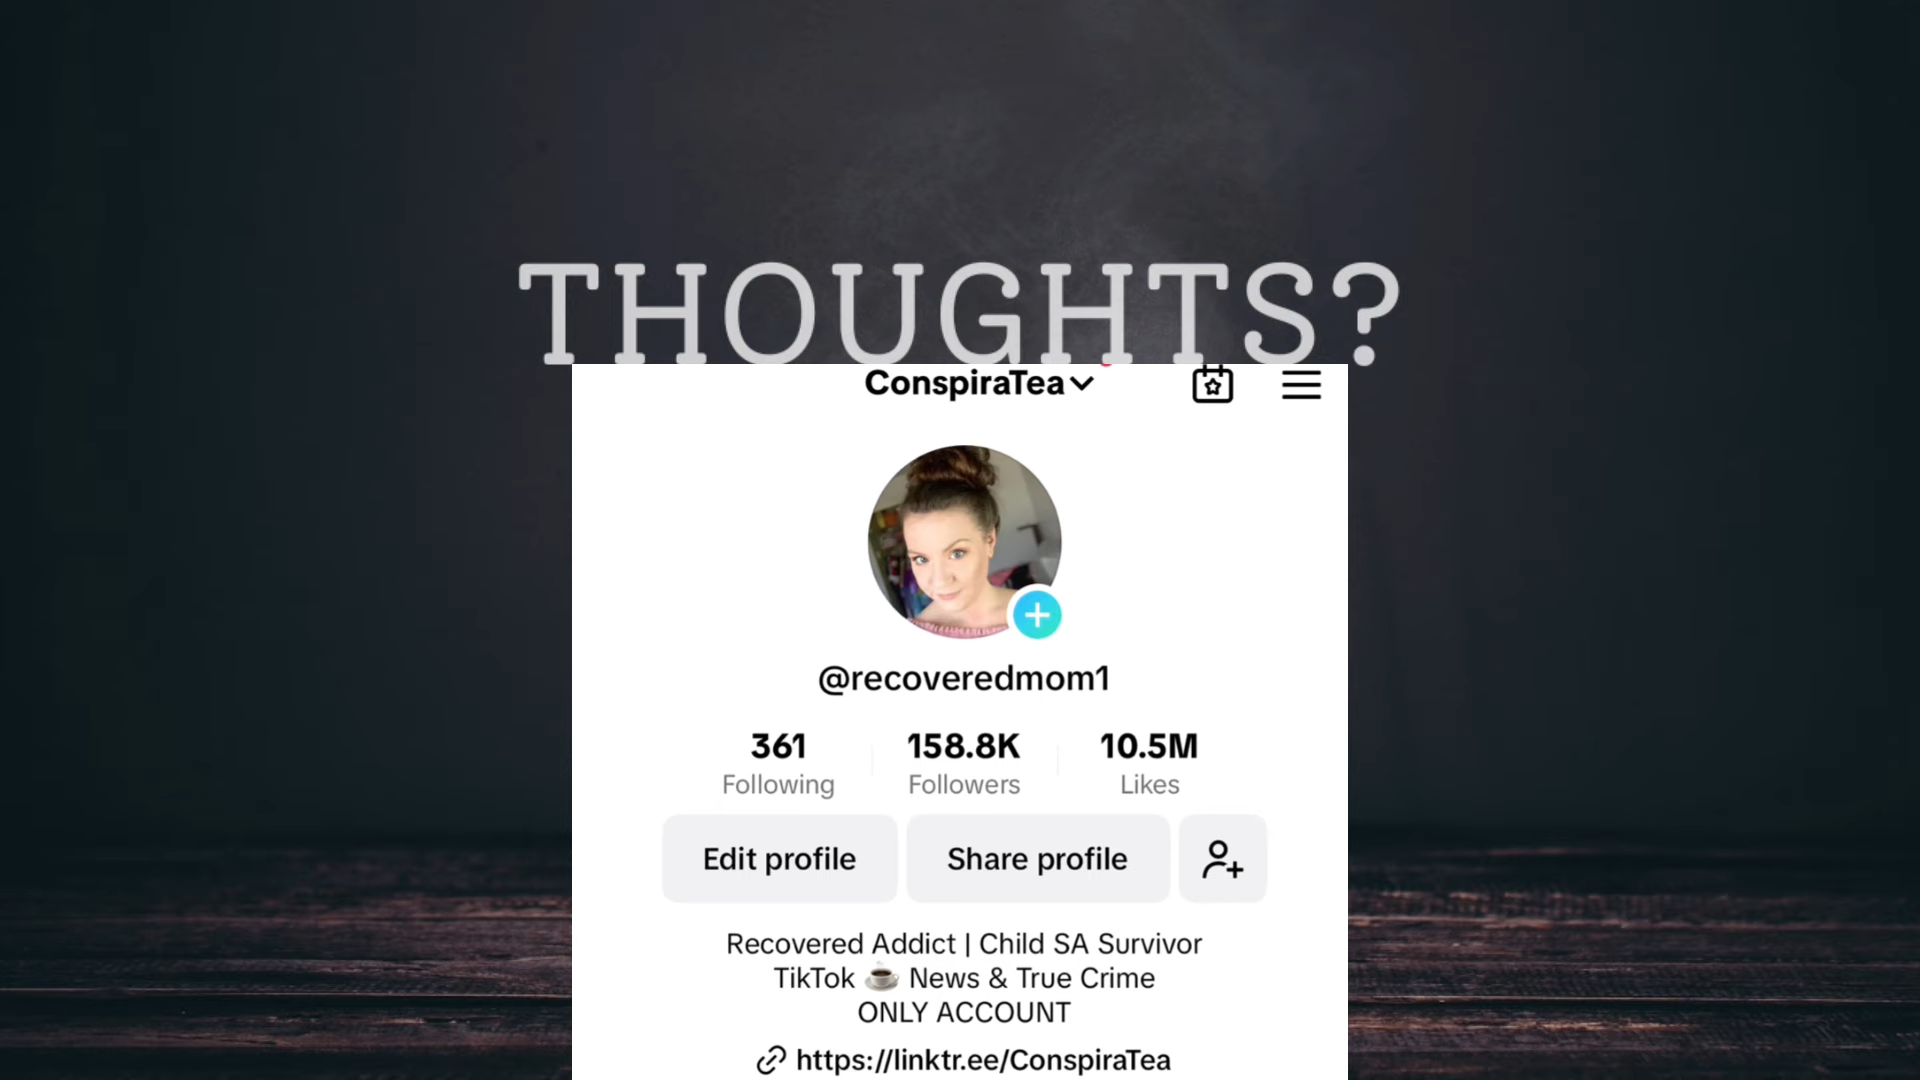 THOUGHTS?
ConspiraTea
@recoveredmom1
361 158.8K 10.5M
Following Followers Likes
Edit profile Share profile
Recovered Addict | Child SA Survivor
TikTok ☕ News & True Crime
ONLY ACCOUNT
https://linktr.ee/ConspiraTea